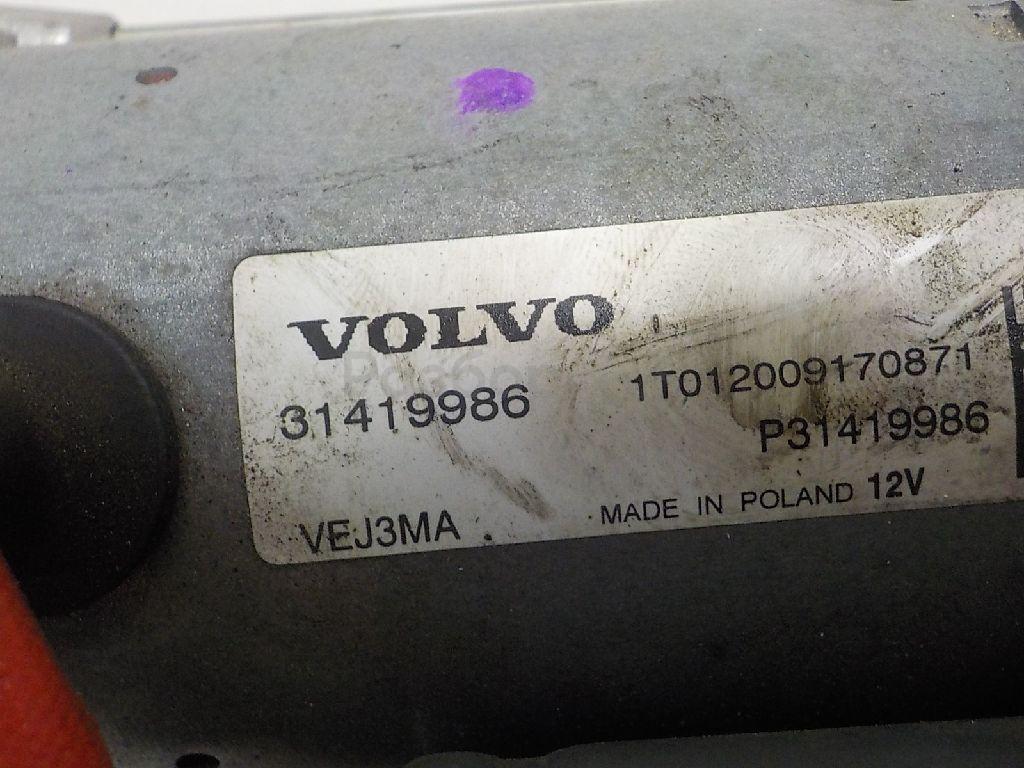 VOLVO
31419986
1T012009170871
P31419986
VEJ3MA
MADE IN POLAND 12V